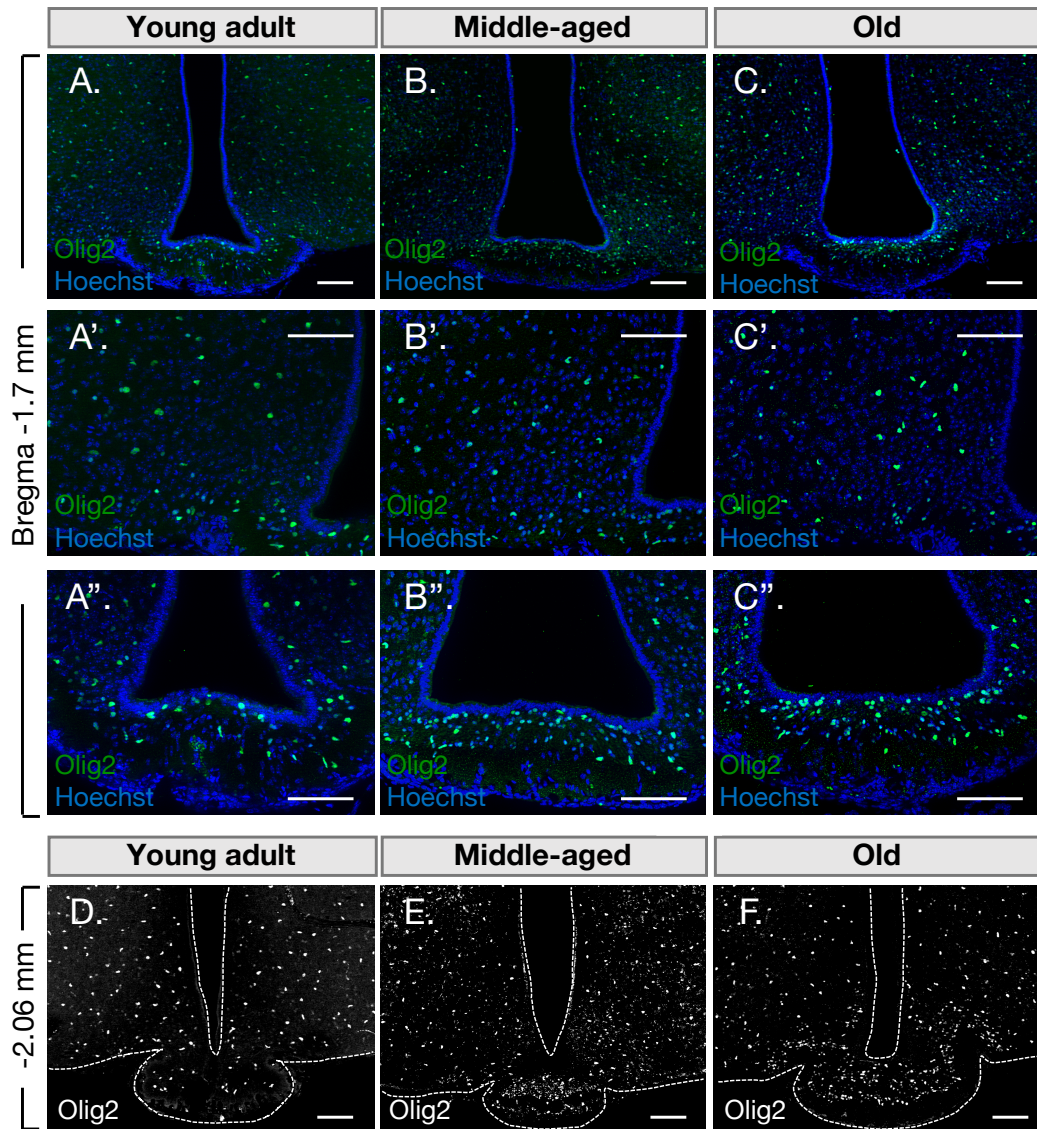 Young adult
Middle-aged
Old
Bregma -1.7 mm
A.
Olig2
Hoechst
B.
Olig2
Hoechst
C.
Olig2
Hoechst
A’.
Olig2
Hoechst
B’.
Olig2
Hoechst
C’.
Olig2
Hoechst
A”.
Olig2
Hoechst
B”.
Olig2
Hoechst
C”.
Olig2
Hoechst
Young adult
Middle-aged
Old
-2.06 mm
D.
Olig2
E.
Olig2
F.
Olig2